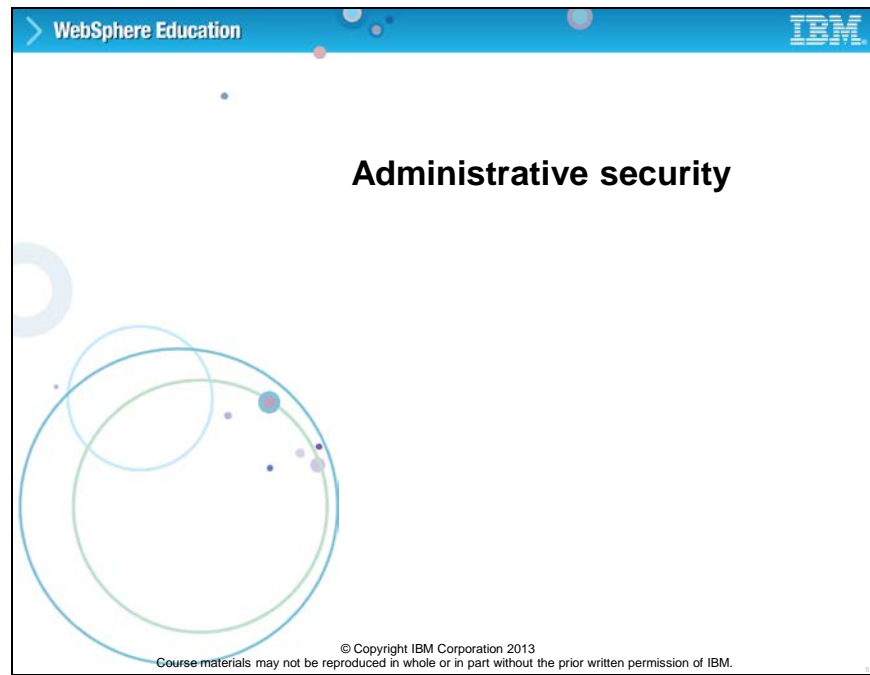 WebSphere Education
IBM®
Administrative security
© Copyright IBM Corporation 2013
Course materials may not be reproduced in whole or in part without the prior written permission of IBM.